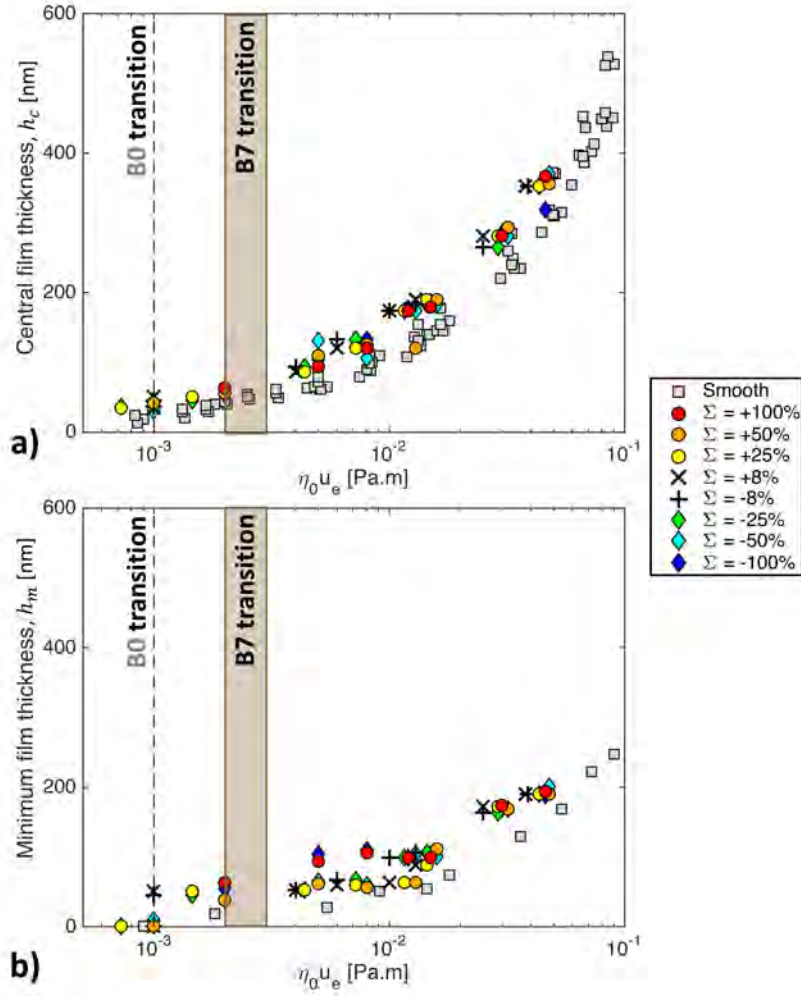 600
400
200
0
Central film thickness, h_c [nm]
B0 transition
B7 transition
10^-3
10^-2
10^-1
η_0u_e [Pa.m]
a)
Smooth
Σ = +100%
Σ = +50%
Σ = +25%
Σ = +8%
Σ = -8%
Σ = -25%
Σ = -50%
Σ = -100%
600
400
200
0
Minimum film thickness, h_m [nm]
B0 transition
B7 transition
10^-3
10^-2
10^-1
η_0u_e [Pa.m]
b)